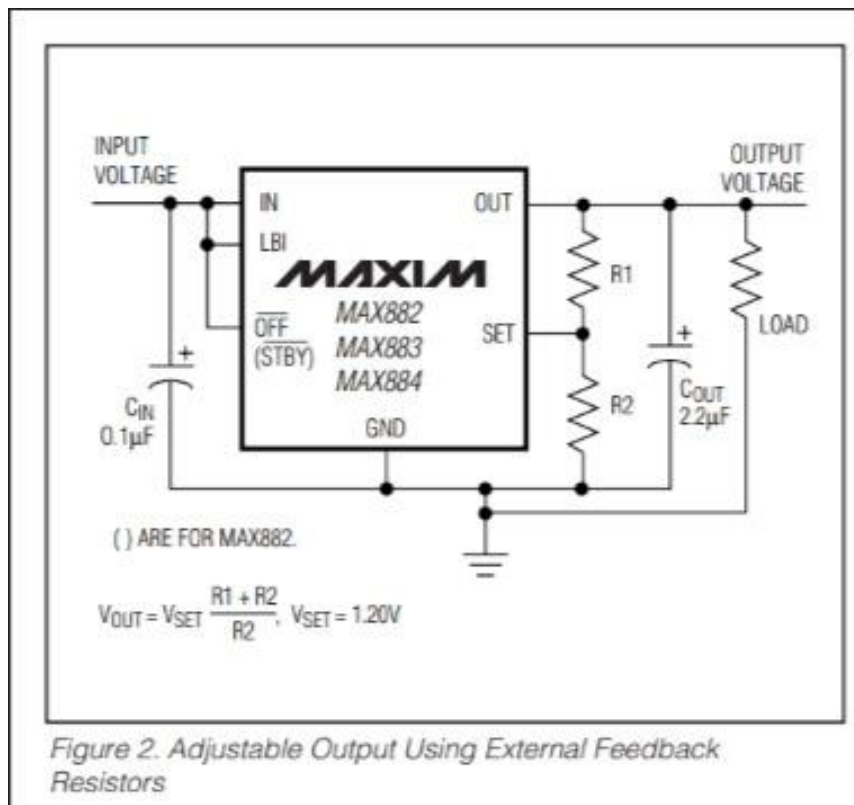 INPUT
VOLTAGE
OUTPUT
VOLTAGE
IN
OUT
LBI
MAXIM
R1
MAX882
OFF
SET
LOAD
(STBY)
MAX883
MAX884
+
+
CIN
0.1µF
R2
COUT
2.2µF
GND
( ) ARE FOR MAX882.
VOUT = VSET (R1 + R2)/R2, VSET = 1.20V
Figure 2. Adjustable Output Using External Feedback
Resistors